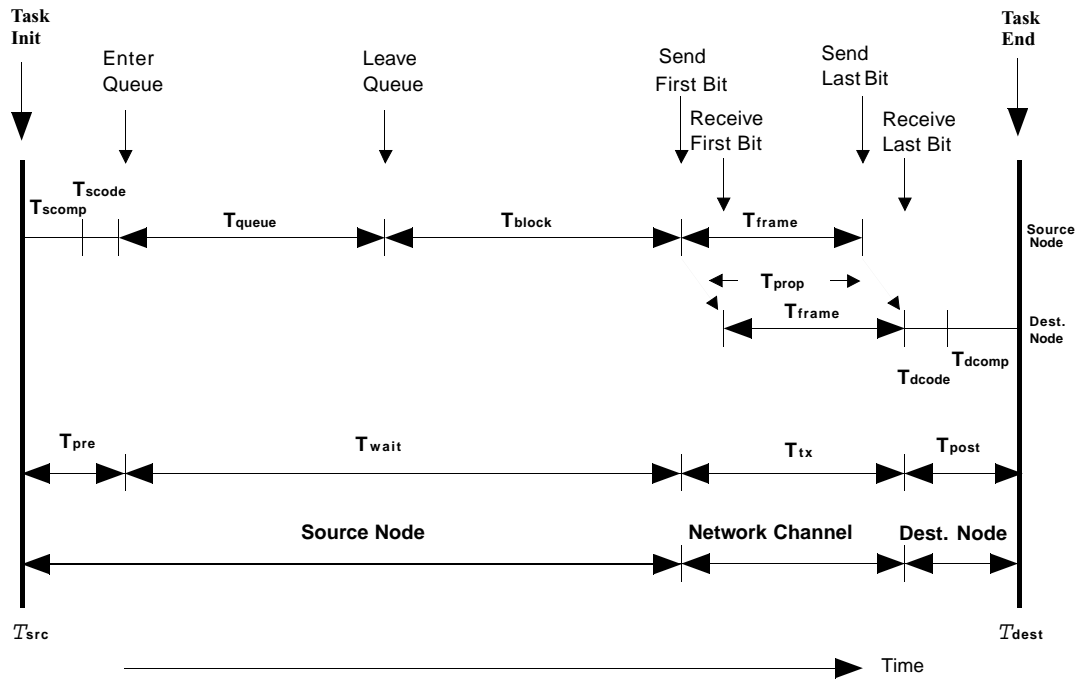 Task
Init
Task
End
Enter
Queue
Leave
Queue
Send
First Bit
Send
Last Bit
Receive
First Bit
Receive
Last Bit
Tscomp
Tscode
Tqueue
Tblock
Tframe
Source
Node
Tprop
Tframe
Dest.
Node
Tdcode
Tdcomp
Tpre
Twait
Ttx
Tpost
Source Node
Network Channel
Dest. Node
Tsrc
Tdest
Time